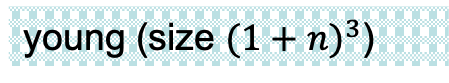 young (size (1 + n)³)